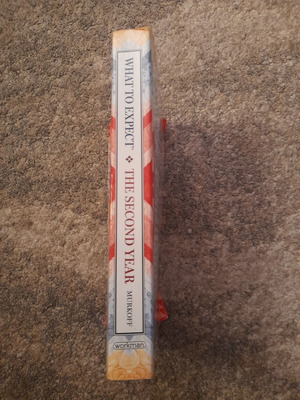 WHAT TO EXPECT ❖ THE SECOND YEAR MURKOFF
workman